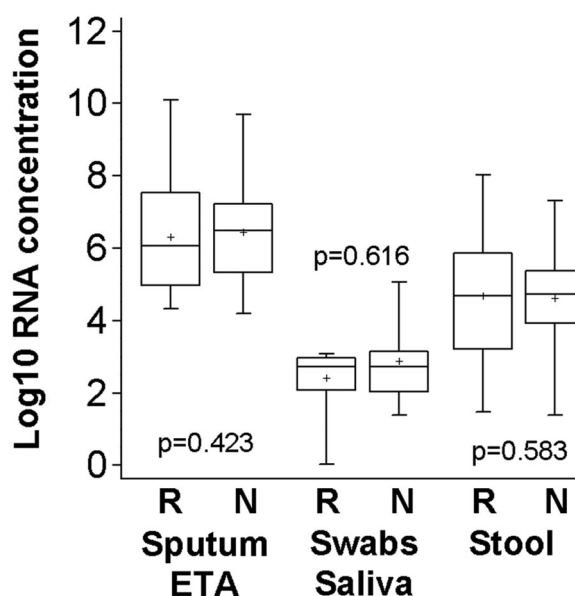 Log10 RNA concentration
12
10
8
6
4
2
0
p=0.423
p=0.616
p=0.583
R N R N R N
Sputum Swabs Stool
ETA Saliva